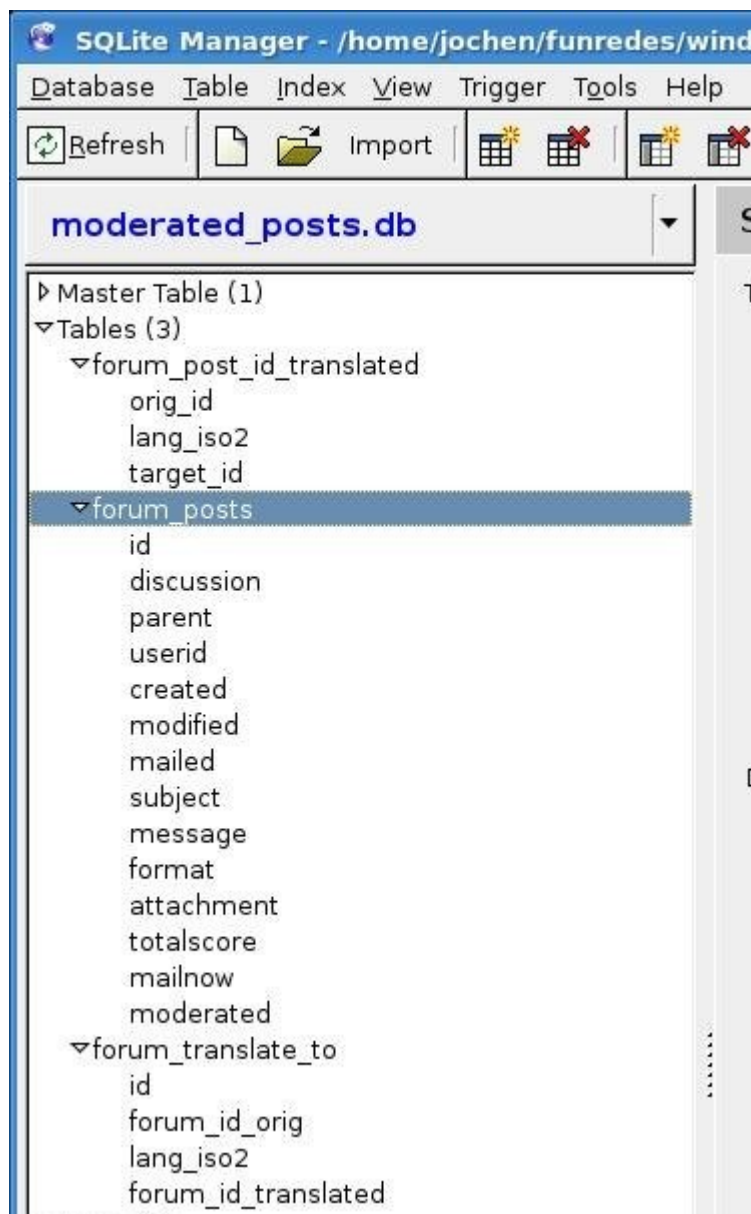 SQLite Manager - /home/jochen/funredes/wind
Database Table Index View Trigger Tools Help
Refresh Import
moderated_posts.db
S
Master Table (1)
T
Tables (3)
forum_post_id_translated
orig_id
lang_iso2
target_id
forum_posts
id
discussion
parent
userid
created
modified
mailed
subject
message
format
attachment
totalscore
mailnow
moderated
forum_translate_to
id
forum_id_orig
lang_iso2
forum_id_translated